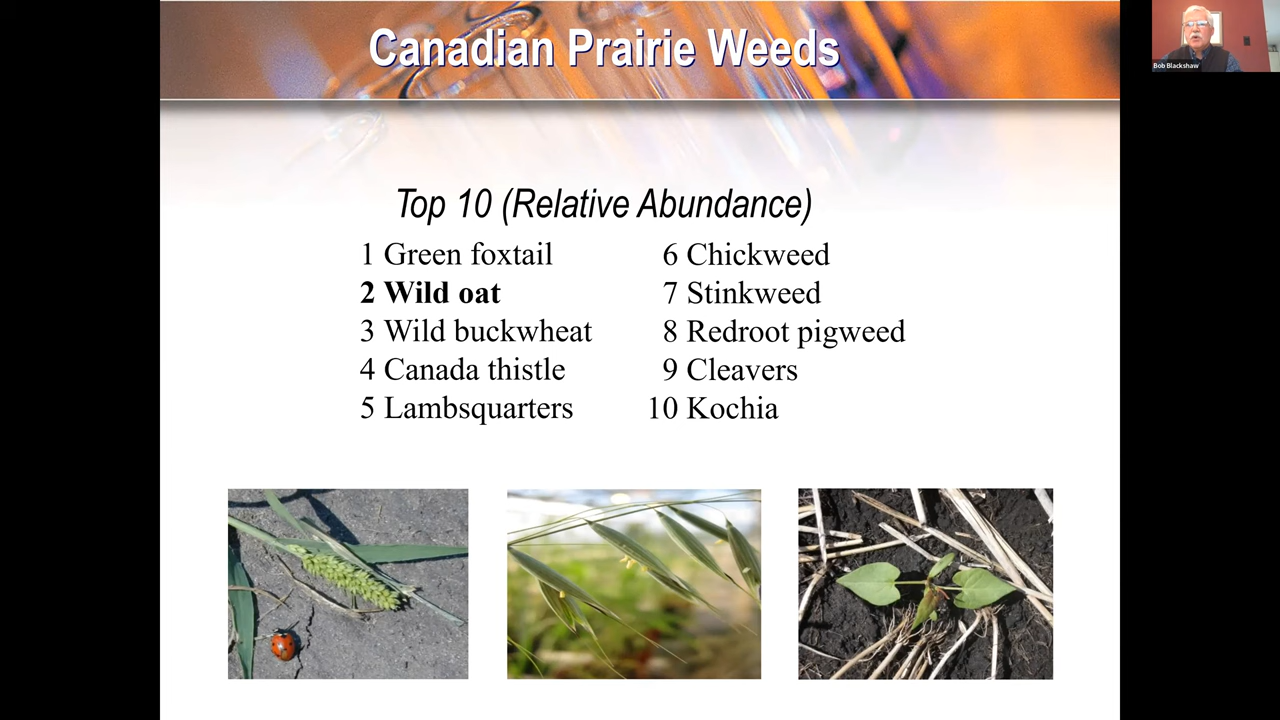 Canadian Prairie Weeds
Bob Blackshaw
Top 10 (Relative Abundance)
1 Green foxtail
2 Wild oat
3 Wild buckwheat
4 Canada thistle
5 Lambsquarters
6 Chickweed
7 Stinkweed
8 Redroot pigweed
9 Cleavers
10 Kochia